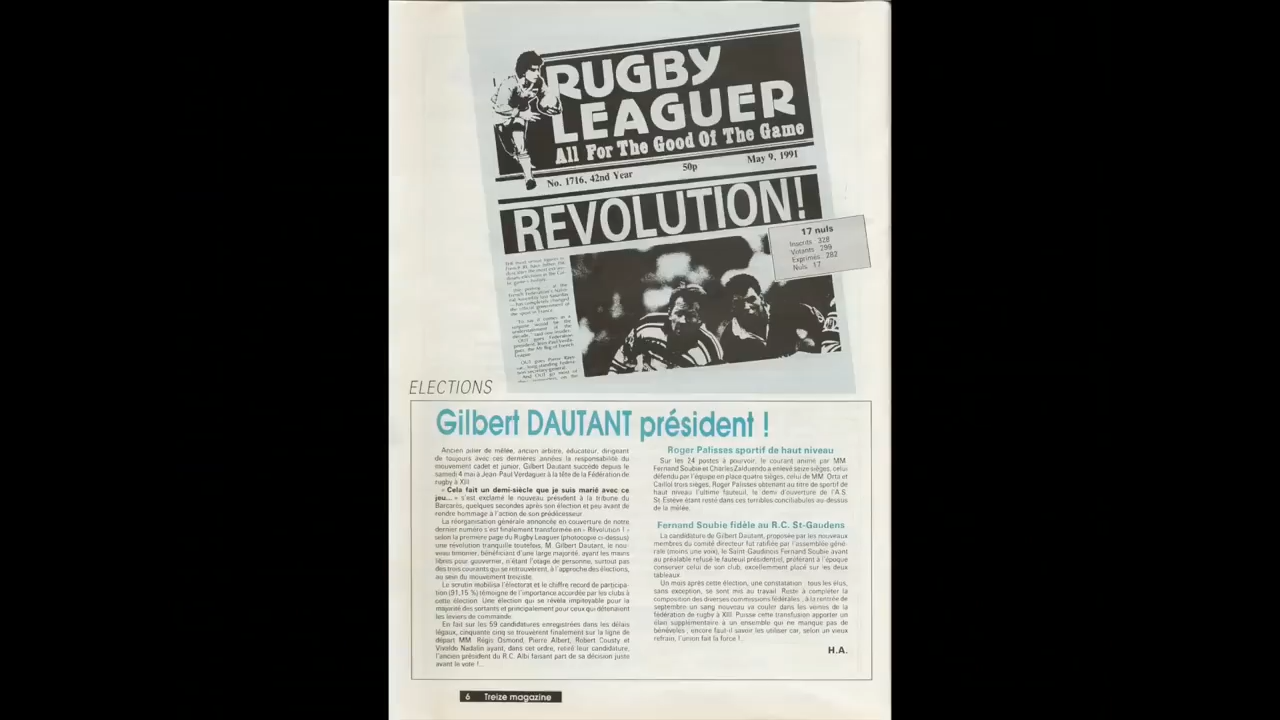 RUGBY
LEAGUER
All For The Good Of The Game
No. 1716, 42nd Year 50p May 9, 1991
REVOLUTION!
17 nuls
Inscrits 328
Votants 299
Exprimés 282
Nuls 17
ELECTIONS
Gilbert DAUTANT président !
Ancien pilier de mêlée, ancien arbitre, éducateur, dirigeant
de toujours avec ces dernières années la responsabilité du
mouvement cadet et junior, Gilbert Dautant succède depuis le
samedi 4 mai à Jean-Paul Verdaguer à la tête de la Fédération de
rugby à XIII.
« Cela fait un demi-siècle que je suis marié avec ce
jeu... » s'est exclamé le nouveau président à la tribune du
Barcarès, quelques secondes après son élection et peu avant de
rendre hommage à l'action de son prédécesseur.
La réorganisation générale annoncée en couverture de notre
dernier numéro s'est finalement transformée en « Révolution ! »
selon la première page du Rugby Leaguer (photocopie ci-dessus)
une révolution tranquille toutefois, M. Gilbert Dautant, le nou-
veau timonier, bénéficiant d'une large majorité, ayant les mains
libres pour gouverner, n'étant l'otage de personne, surtout pas
des trois courants qui se retrouvèrent, à l'approche des élections,
au sein du mouvement treiziste.
Le scrutin mobilisa l'électorat et le chiffre record de participa-
tion (91,15 %) témoigne de l'importance accordée par les clubs à
cette élection. Une élection qui se révéla impitoyable pour la
majorité des sortants et principalement pour ceux qui détenaient
les leviers de commande.
En fait sur les 59 candidatures enregistrées dans les délais
légaux, cinquante cinq se trouvèrent finalement sur la ligne de
départ MM. Régis Osmond, Pierre Albert, Robert Cousty et
Vivaldo Nadalin ayant, dans cet ordre, retiré leur candidature,
l'ancien président du R.C. Albi faisant part de sa décision juste
avant le vote !...
Roger Palisses sportif de haut niveau
Sur les 24 postes à pourvoir, le courant animé par MM.
Fernand Soubie et Charles Zalduendo a enlevé seize sièges, celui
défendu par l'équipe en place quatre sièges, celui de MM. Orta et
Caillol trois sièges, Roger Palisses obtenant au titre de sportif de
haut niveau l'ultime fauteuil, le demi d'ouverture de l'A.S.
St. Estève étant resté dans ces terribles conciliabules au-dessus
de la mêlée.
Fernand Soubie fidèle au R.C. St-Gaudens
La candidature de Gilbert Dautant, proposée par les nouveaux
membres du comité directeur fut ratifiée par l'assemblée géné-
rale (moins une voix), le Saint-Gaudinois Fernand Soubie ayant
au préalable refusé le fauteuil présidentiel, préférant à l'époque
conserver celui de son club, excellemment placé sur les deux
tableaux.
Un mois après cette élection, une constatation : tous les élus,
sans exception, se sont mis au travail. Reste à compléter la
composition des diverses commissions fédérales ; à la rentrée de
septembre un sang nouveau va couler dans les veines de la
fédération de rugby à XIII. Puisse cette transfusion apporter un
élan supplémentaire à un ensemble qui ne manque pas de
bénévoles ; encore faut-il savoir les utiliser car, selon un vieux
refrain, l'union fait la force !...
H.A.
6 Treize magazine